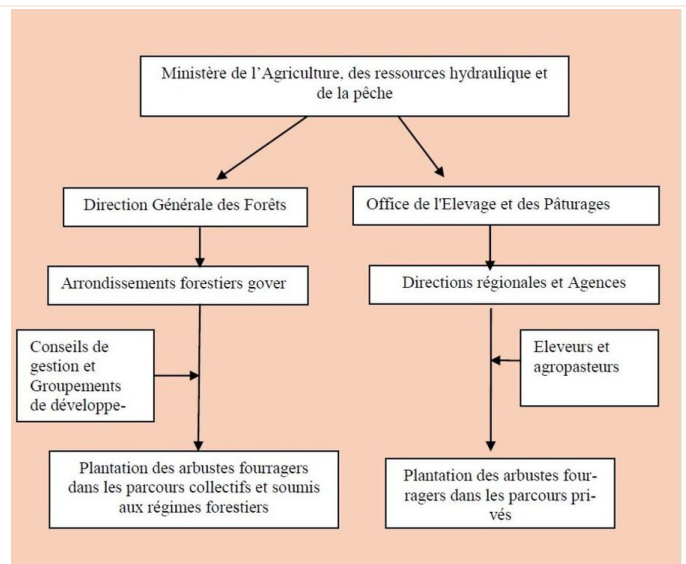 Ministère de l’Agriculture, des ressources hydraulique et
de la pêche
Direction Générale des Forêts
Office de l'Elevage et des Pâturages
Arrondissements forestiers gover
Directions régionales et Agences
Conseils de
gestion et
Groupements
de développe-
Eleveurs et
agropasteurs
Plantation des arbustes fourragers
dans les parcours collectifs et soumis
aux régimes forestiers
Plantation des arbustes four-
ragers dans les parcours pri-
vés